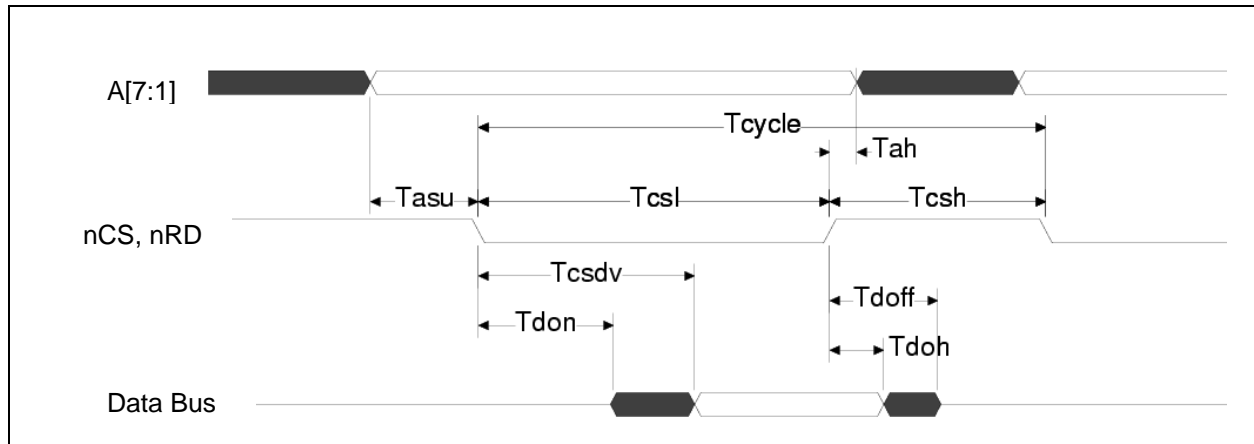 A[7:1]
Tcycle
Tah
Tasu
Tcsl
Tcsh
nCS, nRD
Tcsdv
Tdoff
Tdon
Tdoh
Data Bus